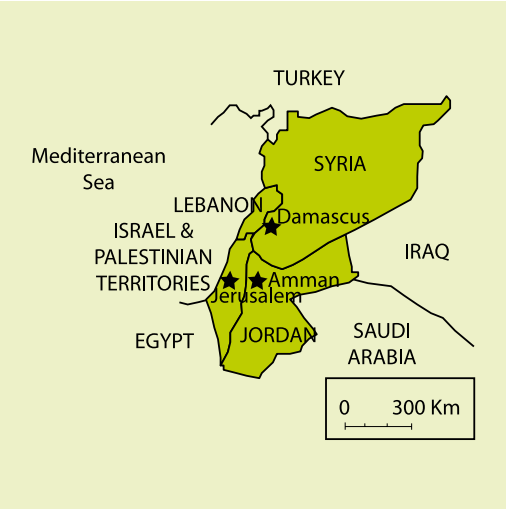 TURKEY
Mediterranean
Sea
SYRIA
LEBANON
Damascus
ISRAEL &
PALESTINIAN
TERRITORIES
IRAQ
Amman
Jerusalem
EGYPT
JORDAN
SAUDI
ARABIA
0 300 Km